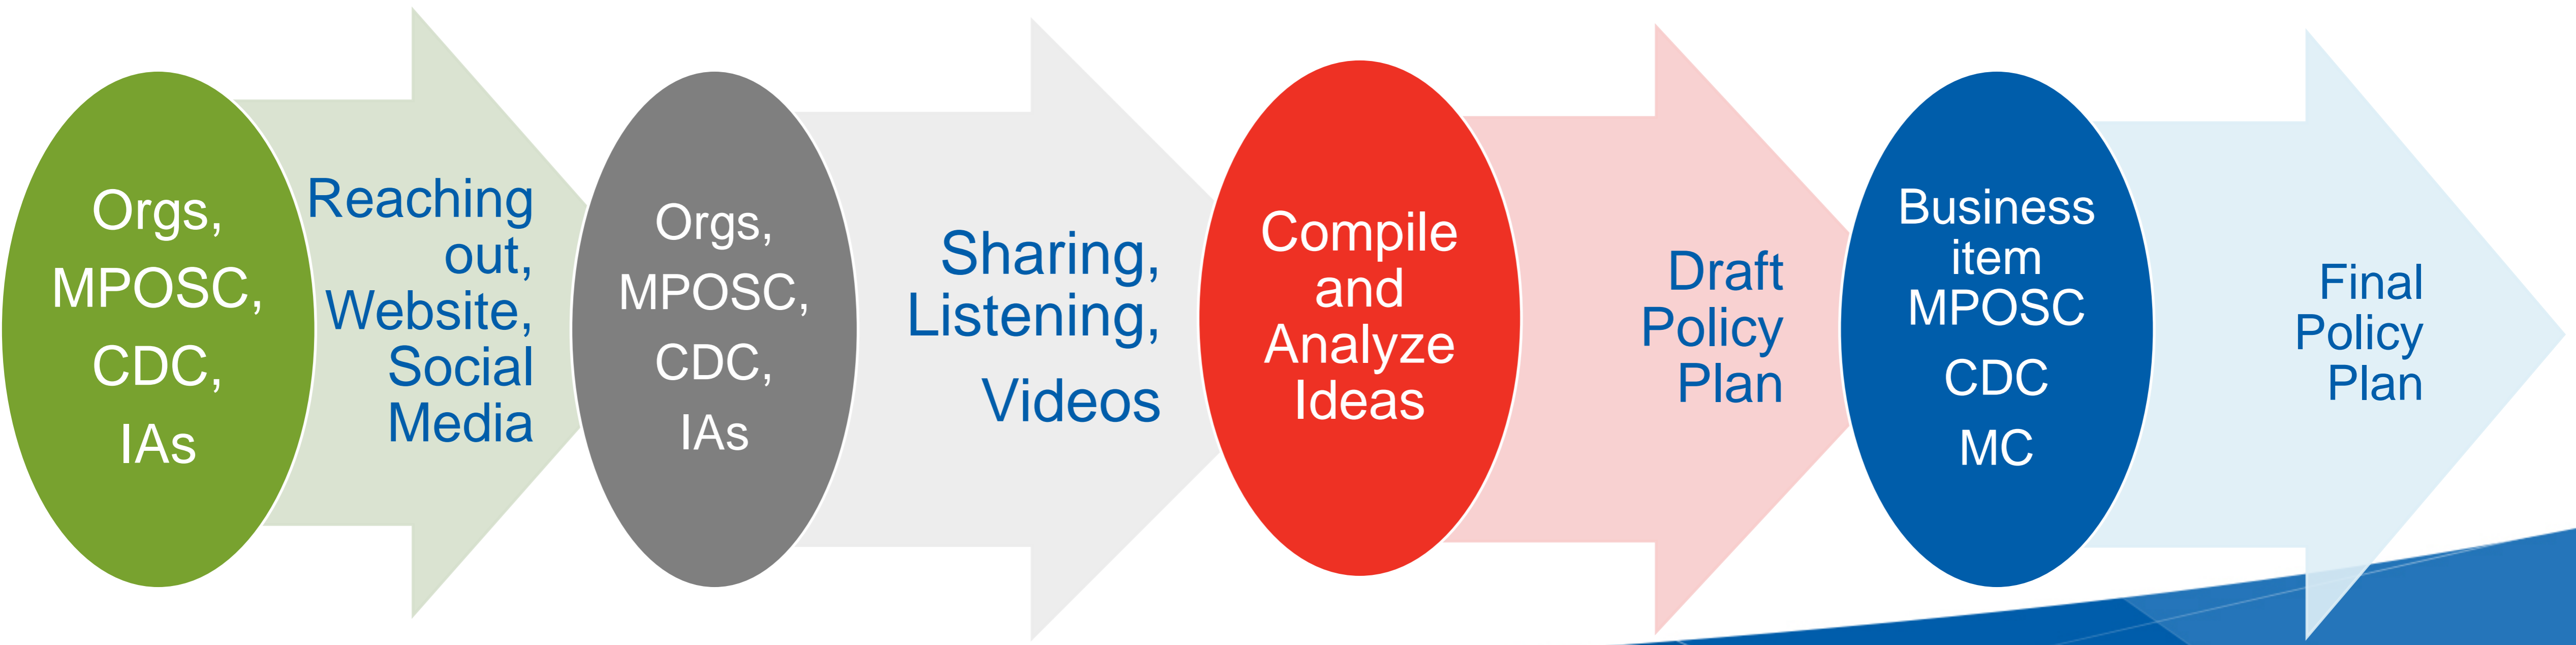 Orgs,
MPOSC,
CDC,
IAs
Reaching
out,
Website,
Social
Media
Orgs,
MPOSC,
CDC,
IAs
Sharing,
Listening,
Videos
Compile
and
Analyze
Ideas
Draft
Policy
Plan
Business
item
MPOSC
CDC
MC
Final
Policy
Plan